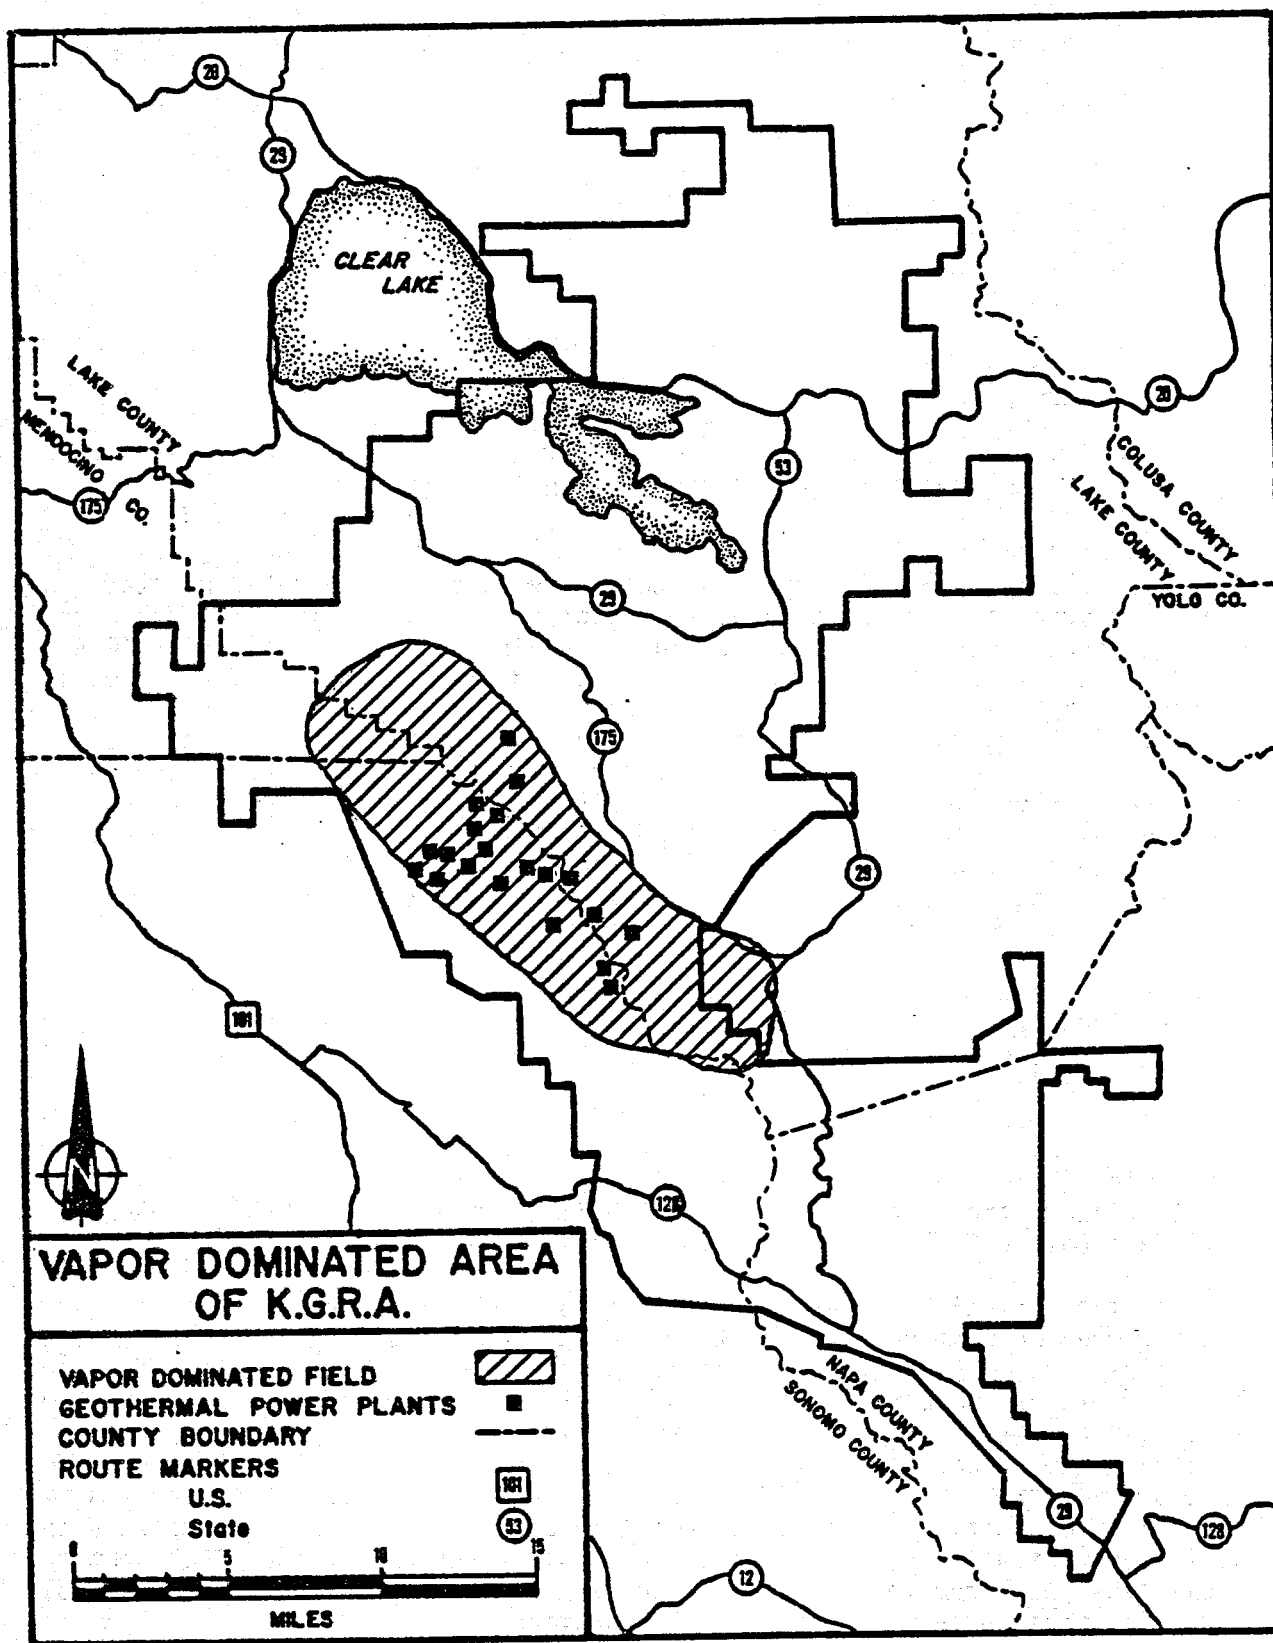 28
29
CLEAR
LAKE
LAKE COUNTY
MENDOCINO CO.
175
53
20
COLUSA COUNTY
LAKE COUNTY
YOLO CO.
29
175
29
101
N
128
VAPOR DOMINATED AREA
OF K.G.R.A.
VAPOR DOMINATED FIELD
GEOTHERMAL POWER PLANTS
COUNTY BOUNDARY
ROUTE MARKERS
U.S.
101
State
53
0
5
10
15
MILES
NAPA COUNTY
SONOMO COUNTY
29
128
12